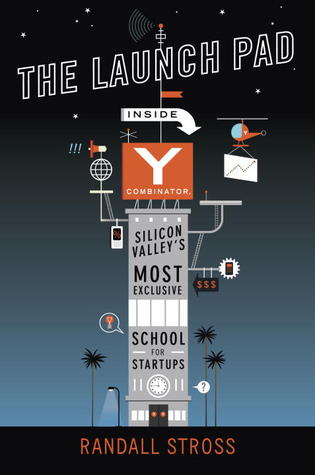 THE LAUNCH PAD
INSIDE
Y
COMBINATOR,
Y
!!!
SILICON
VALLEY'S
MOST
EXCLUSIVE
$$$
SCHOOL
FOR
STARTUPS
?
RANDALL STROSS